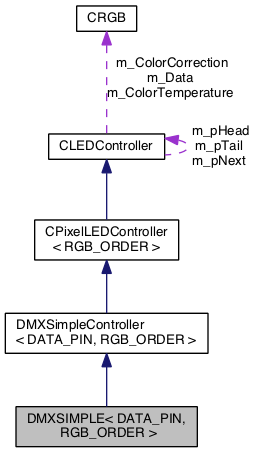 CRGB
m_ColorCorrection
m_Data
m_ColorTemperature
CLEDController
m_pHead
m_pTail
m_pNext
CPixelLEDController
< RGB_ORDER >
DMXSimpleController
< DATA_PIN, RGB_ORDER >
DMXSIMPLE< DATA_PIN,
RGB_ORDER >